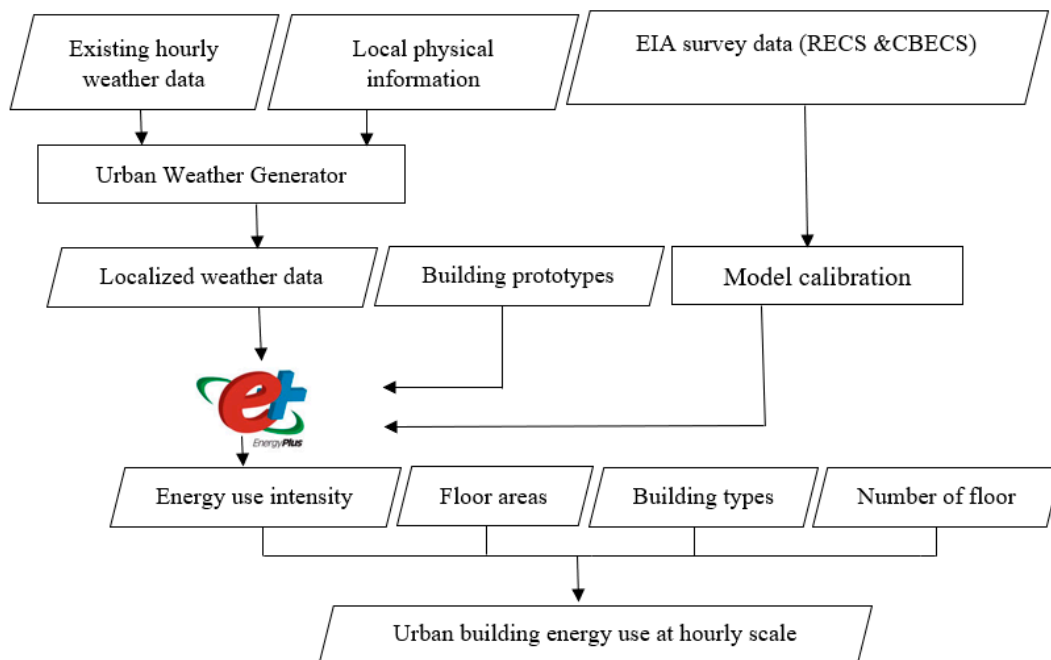 Existing hourly
weather data
Local physical
information
EIA survey data (RECS &CBECS)
Urban Weather Generator
Localized weather data
Building prototypes
Model calibration
e+
EnergyPlus
Energy use intensity
Floor areas
Building types
Number of floor
Urban building energy use at hourly scale